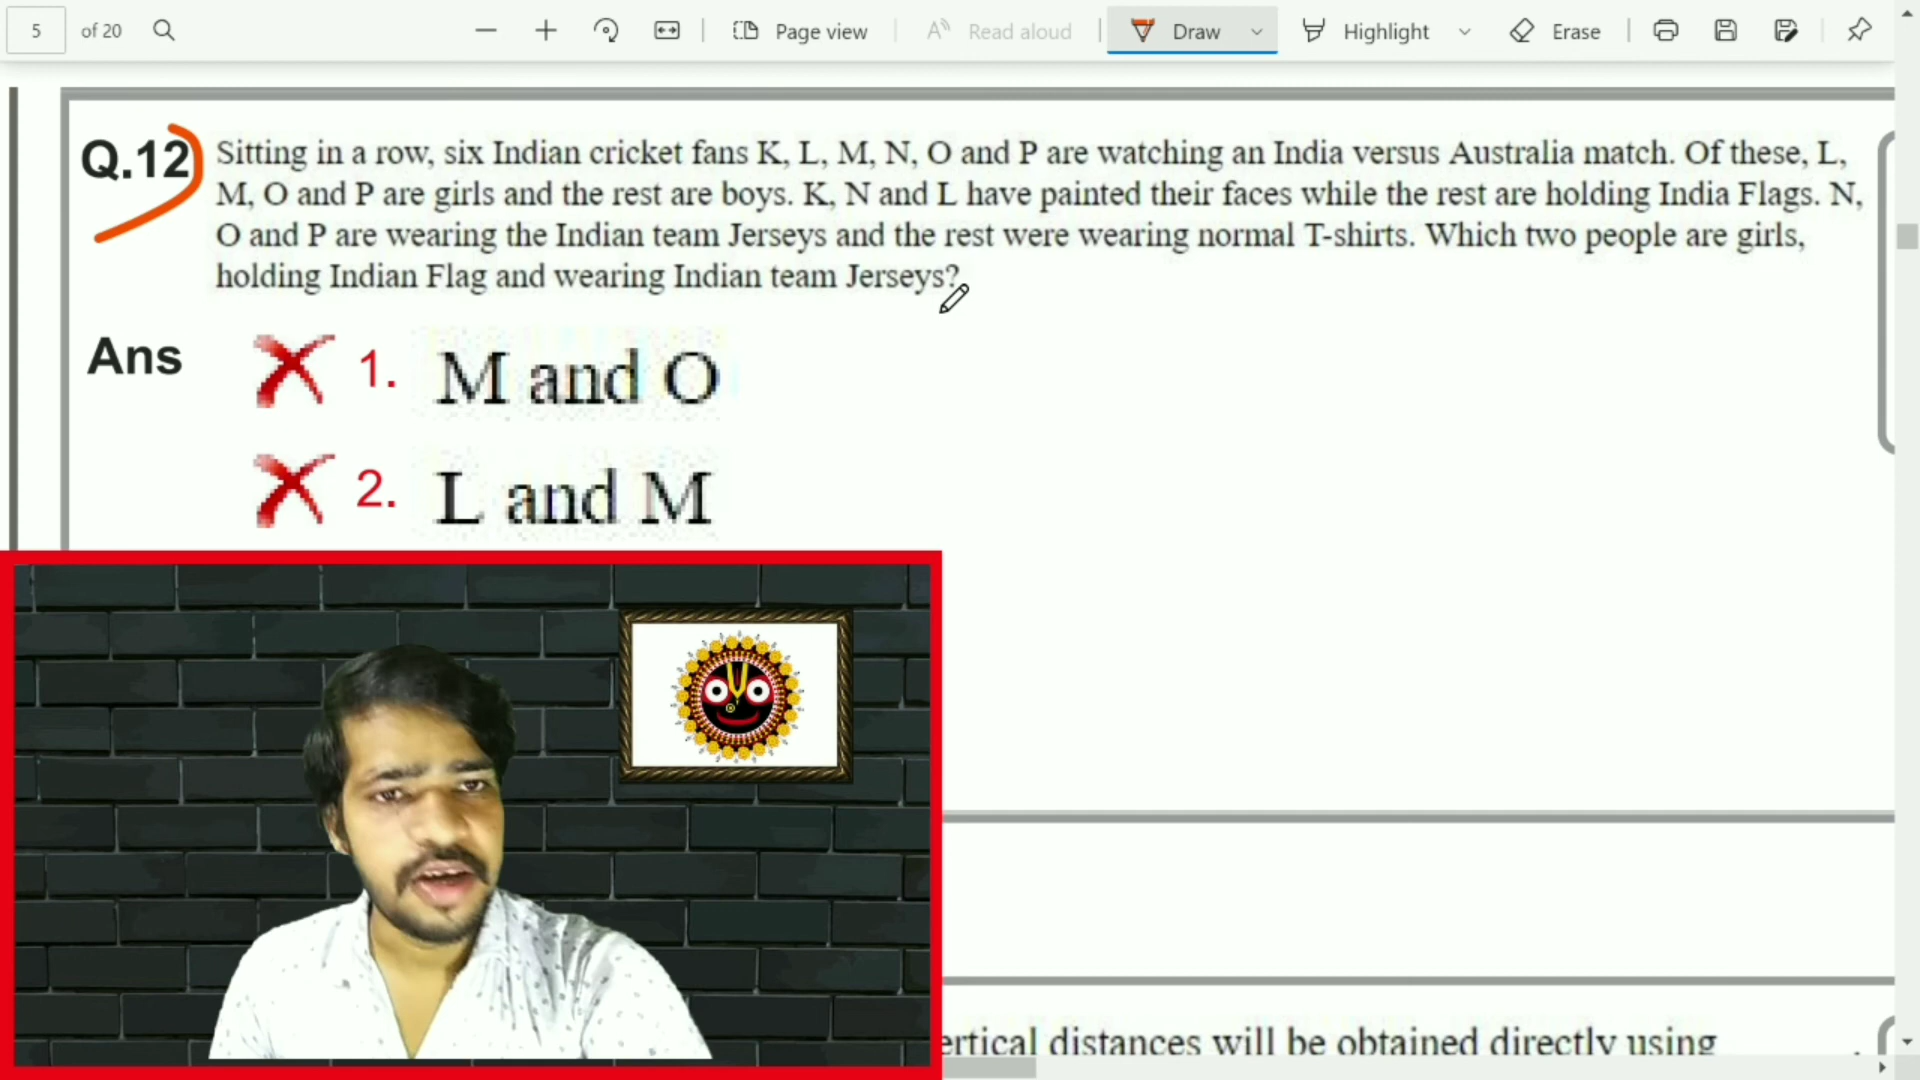 5 of 20 Page view Read aloud Draw Highlight Erase
Q.12 Sitting in a row, six Indian cricket fans K, L, M, N, O and P are watching an India versus Australia match. Of these, L,
M, O and P are girls and the rest are boys. K, N and L have painted their faces while the rest are holding India Flags. N,
O and P are wearing the Indian team Jerseys and the rest were wearing normal T-shirts. Which two people are girls,
holding Indian Flag and wearing Indian team Jerseys?
Ans 1. M and O
2. L and M
distances will be obtained directly using